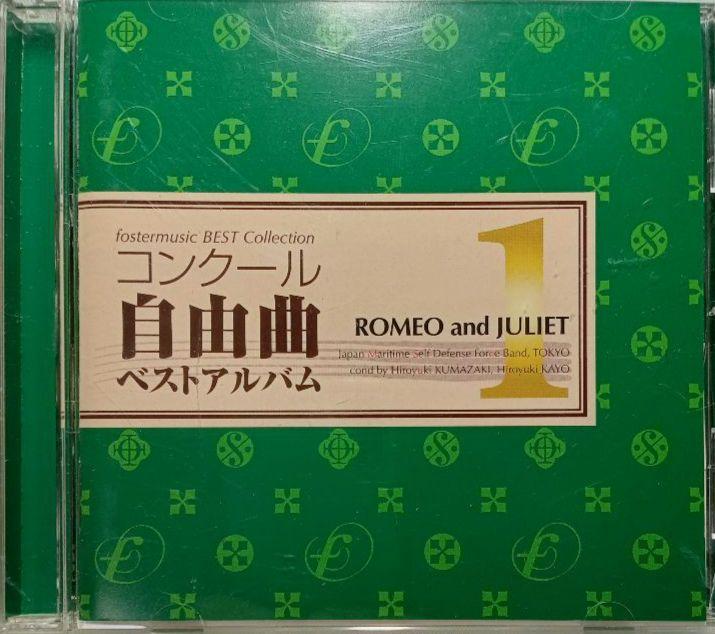 fostermusic BEST Collection
コンクール
自由曲
ベストアルバム
1
ROMEO and JULIET
Japan Maritime Self Defense Force Band, TOKYO
cond by Hiroyuki KUMAZAKI, Hiroyuki KAYO